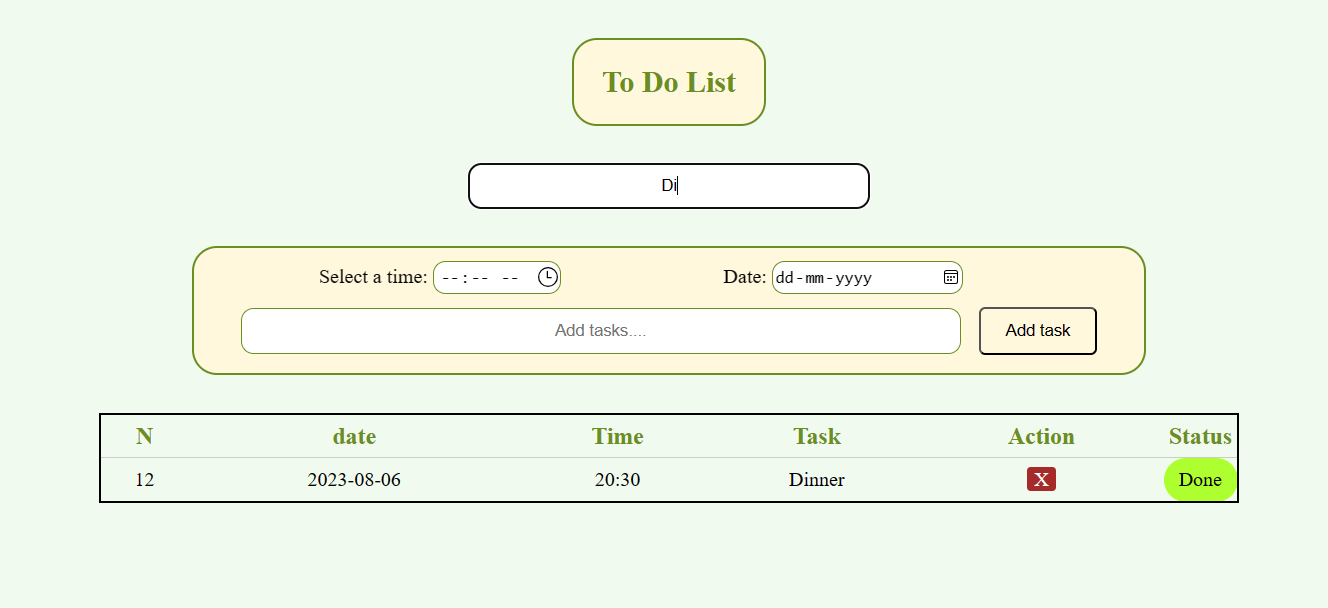 To Do List
Di
Select a time: --:-- -- Date: dd-mm-yyyy
Add tasks.... Add task
N date Time Task Action Status
12 2023-08-06 20:30 Dinner X Done